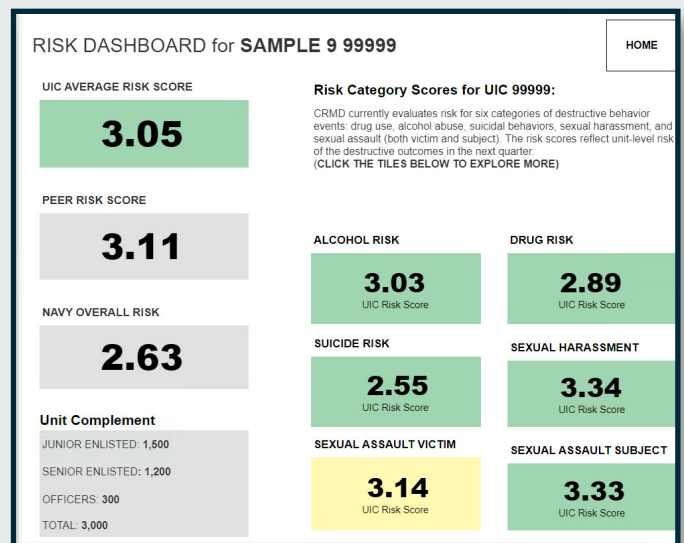 RISK DASHBOARD for SAMPLE 9 99999
HOME
UIC AVERAGE RISK SCORE
3.05
PEER RISK SCORE
3.11
NAVY OVERALL RISK
2.63
Unit Complement
JUNIOR ENLISTED: 1,500
SENIOR ENLISTED: 1,200
OFFICERS: 300
TOTAL: 3,000
Risk Category Scores for UIC 99999:
CRMD currently evaluates risk for six categories of destructive behavior
events: drug use, alcohol abuse, suicidal behaviors, sexual harassment, and
sexual assault (both victim and subject). The risk scores reflect unit-level risk
of the destructive outcomes in the next quarter.
(CLICK THE TILES BELOW TO EXPLORE MORE)
ALCOHOL RISK
3.03
UIC Risk Score
DRUG RISK
2.89
UIC Risk Score
SUICIDE RISK
2.55
UIC Risk Score
SEXUAL HARASSMENT
3.34
UIC Risk Score
SEXUAL ASSAULT VICTIM
3.14
UIC Risk Score
SEXUAL ASSAULT SUBJECT
3.33
UIC Risk Score